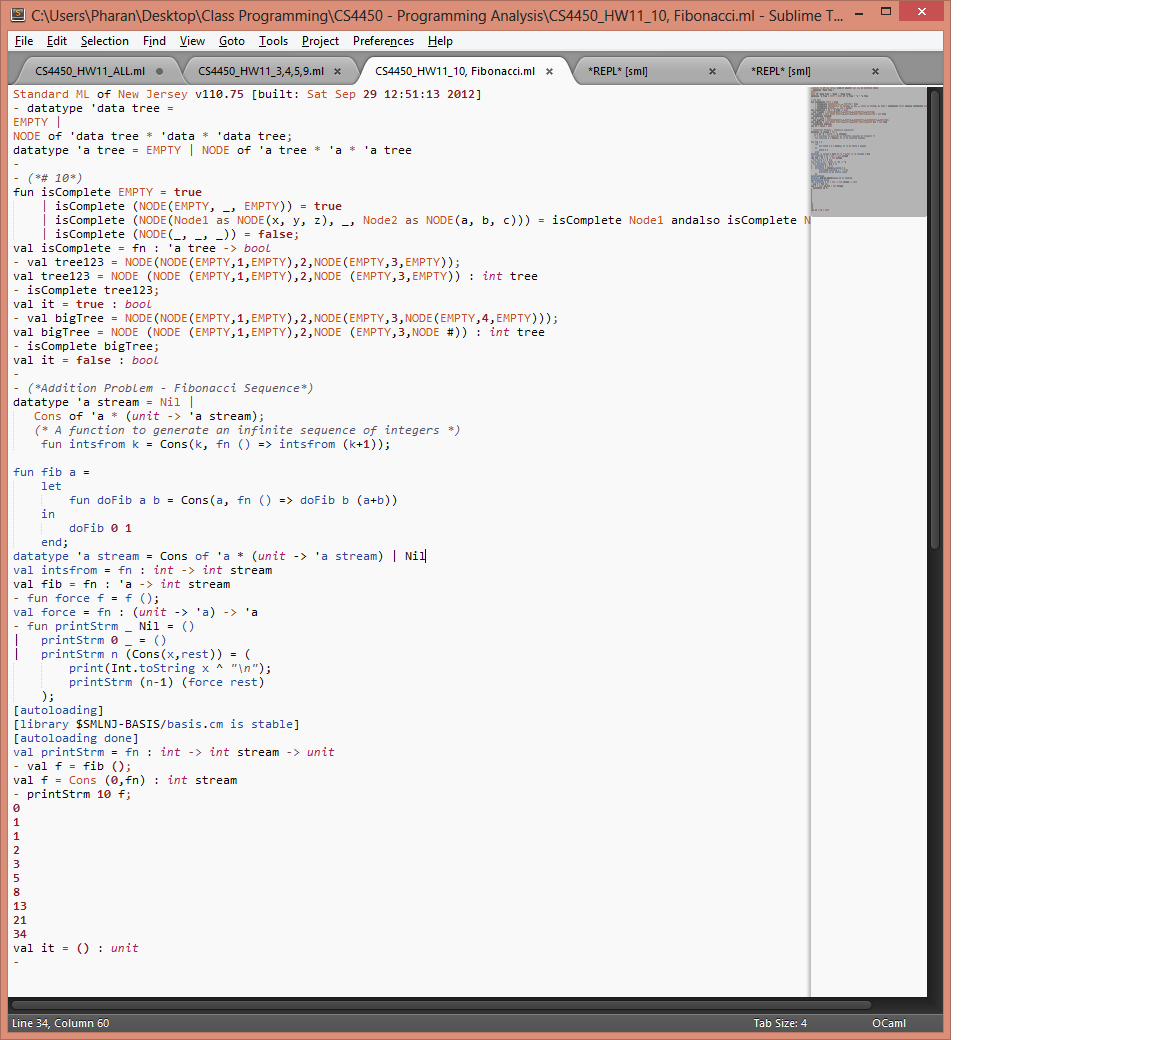 C:\Users\Pharan\Desktop\Class Programming\CS4450 - Programming Analysis\CS4450_HW11_10, Fibonacci.ml - Sublime T...
File Edit Selection Find View Goto Tools Project Preferences Help
CS4450_HW11_ALL.ml CS4450_HW11_3,4,5,9.ml CS4450_HW11_10, Fibonacci.ml *REPL* [sml] *REPL* [sml]
Standard ML of New Jersey v110.75 [built: Sat Sep 29 12:51:13 2012]
- datatype 'data tree =
EMPTY |
NODE of 'data tree * 'data * 'data tree;
datatype 'a tree = EMPTY | NODE of 'a tree * 'a * 'a tree
-
- (*# 10*)
fun isComplete EMPTY = true
    | isComplete (NODE(EMPTY, _, EMPTY)) = true
    | isComplete (NODE(Node1 as NODE(x, y, z), _, Node2 as NODE(a, b, c))) = isComplete Node1 andalso isComplete N
    | isComplete (NODE(_, _, _)) = false;
val isComplete = fn : 'a tree -> bool
- val tree123 = NODE(NODE(EMPTY,1,EMPTY),2,NODE(EMPTY,3,EMPTY));
val tree123 = NODE (NODE (EMPTY,1,EMPTY),2,NODE (EMPTY,3,EMPTY)) : int tree
- isComplete tree123;
val it = true : bool
- val bigTree = NODE(NODE(EMPTY,1,EMPTY),2,NODE(EMPTY,3,NODE(EMPTY,4,EMPTY)));
val bigTree = NODE (NODE (EMPTY,1,EMPTY),2,NODE (EMPTY,3,NODE #)) : int tree
- isComplete bigTree;
val it = false : bool
-
- (*Addition Problem - Fibonacci Sequence*)
datatype 'a stream = Nil |
   Cons of 'a * (unit -> 'a stream);
   (* A function to generate an infinite sequence of integers *)
    fun intsfrom k = Cons(k, fn () => intsfrom (k+1));
fun fib a =
    let
        fun doFib a b = Cons(a, fn () => doFib b (a+b))
    in
        doFib 0 1
    end;
datatype 'a stream = Cons of 'a * (unit -> 'a stream) | Nil
val intsfrom = fn : int -> int stream
val fib = fn : 'a -> int stream
- fun force f = f ();
val force = fn : (unit -> 'a) -> 'a
- fun printStrm _ Nil = ()
|   printStrm 0 _ = ()
|   printStrm n (Cons(x,rest)) = (
        print(Int.toString x ^ "\n");
        printStrm (n-1) (force rest)
    );
[autoloading]
[library $SMLNJ-BASIS/basis.cm is stable]
[autoloading done]
val printStrm = fn : int -> int stream -> unit
- val f = fib ();
val f = Cons (0,fn) : int stream
- printStrm 10 f;
0
1
1
2
3
5
8
13
21
34
val it = () : unit
-
Line 34, Column 60 Tab Size: 4 OCaml